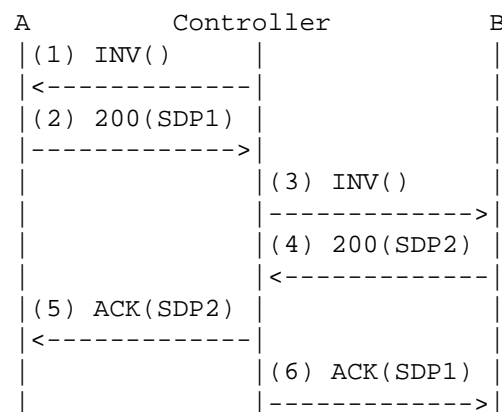 A Controller B
(1) INV()
(2) 200(SDP1)
(3) INV()
(4) 200(SDP2)
(5) ACK(SDP2)
(6) ACK(SDP1)